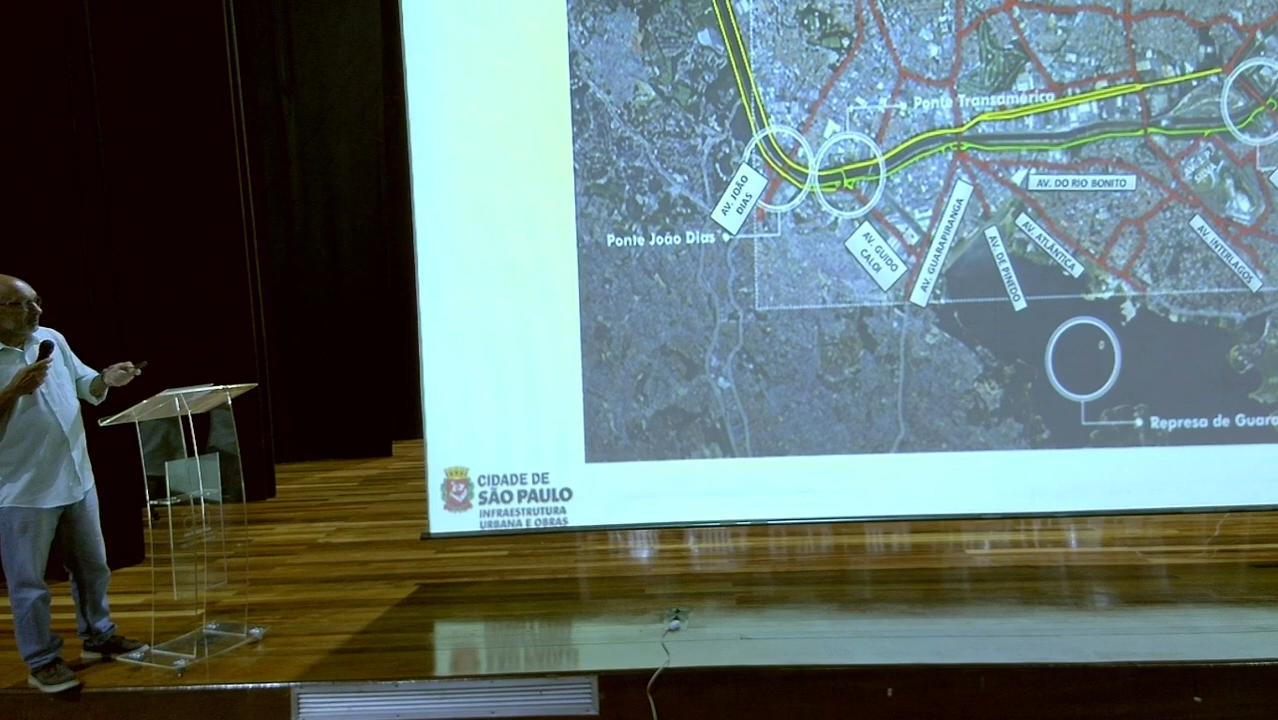 Ponte Transamérica
AV. JOÃO
DIAS
AV. DO RIO BONITO
Ponte João Dias
AV. GUIDO
CALOI
AV. GUARAPIRANGA
AV. DE PINEDO
AV. ATLÂNTICA
AV. INTERLAGOS
Represa de
CIDADE DE
SÃO PAULO
INFRAESTRUTURA
URBANA E OBRAS